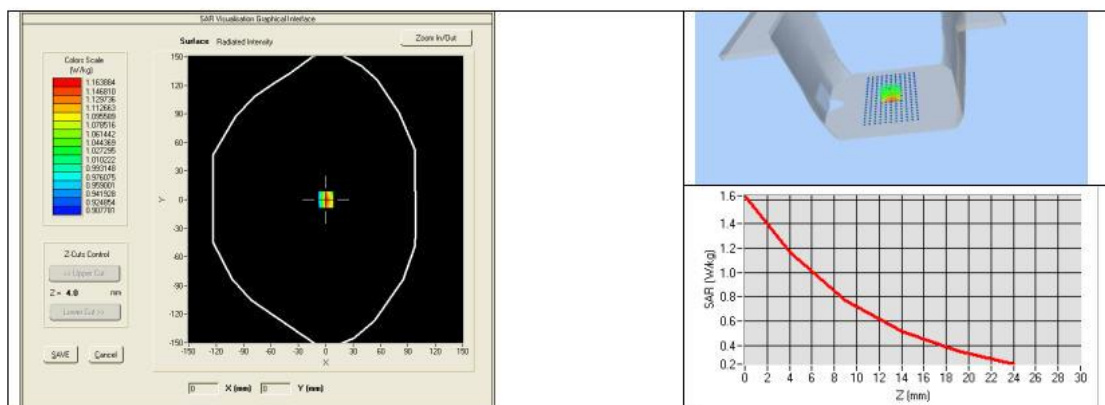 SAR Visualisation Graphical Interface
Surface Radiated Intensity
Zoom In/Out
Colors Scale
(W/kg)
1.163884
1.146810
1.129736
1.112663
1.095589
1.078516
1.061442
1.044369
1.027295
1.010222
0.993148
0.976075
0.959001
0.941928
0.924854
0.907781
Z-Cuts Control
<< Upper Cut
Z = 4.0 mm
Lower Cut >>
SAVE Cancel
150
120
90
60
30
0
-30
-60
-90
-120
-150
Y
-150 -120 -90 -60 -30 0 30 60 90 120 150
X
0 X (mm) 0 Y (mm)
1.6
1.4
1.2
1.0
0.8
0.6
0.4
0.2
SAR (W/kg)
0 2 4 6 8 10 12 14 16 18 20 22 24 26 28 30
Z (mm)